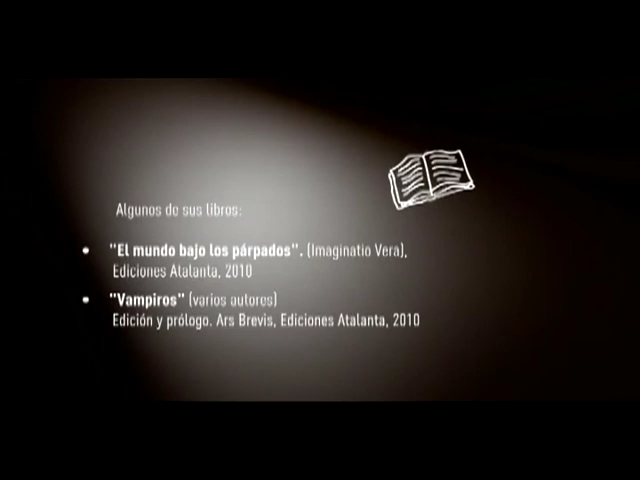 Algunos de sus libros:
• "El mundo bajo los párpados". (Imaginatio Vera),
Ediciones Atalanta, 2010
• "Vampiros" (varios autores)
Edición y prólogo. Ars Brevis, Ediciones Atalanta, 2010